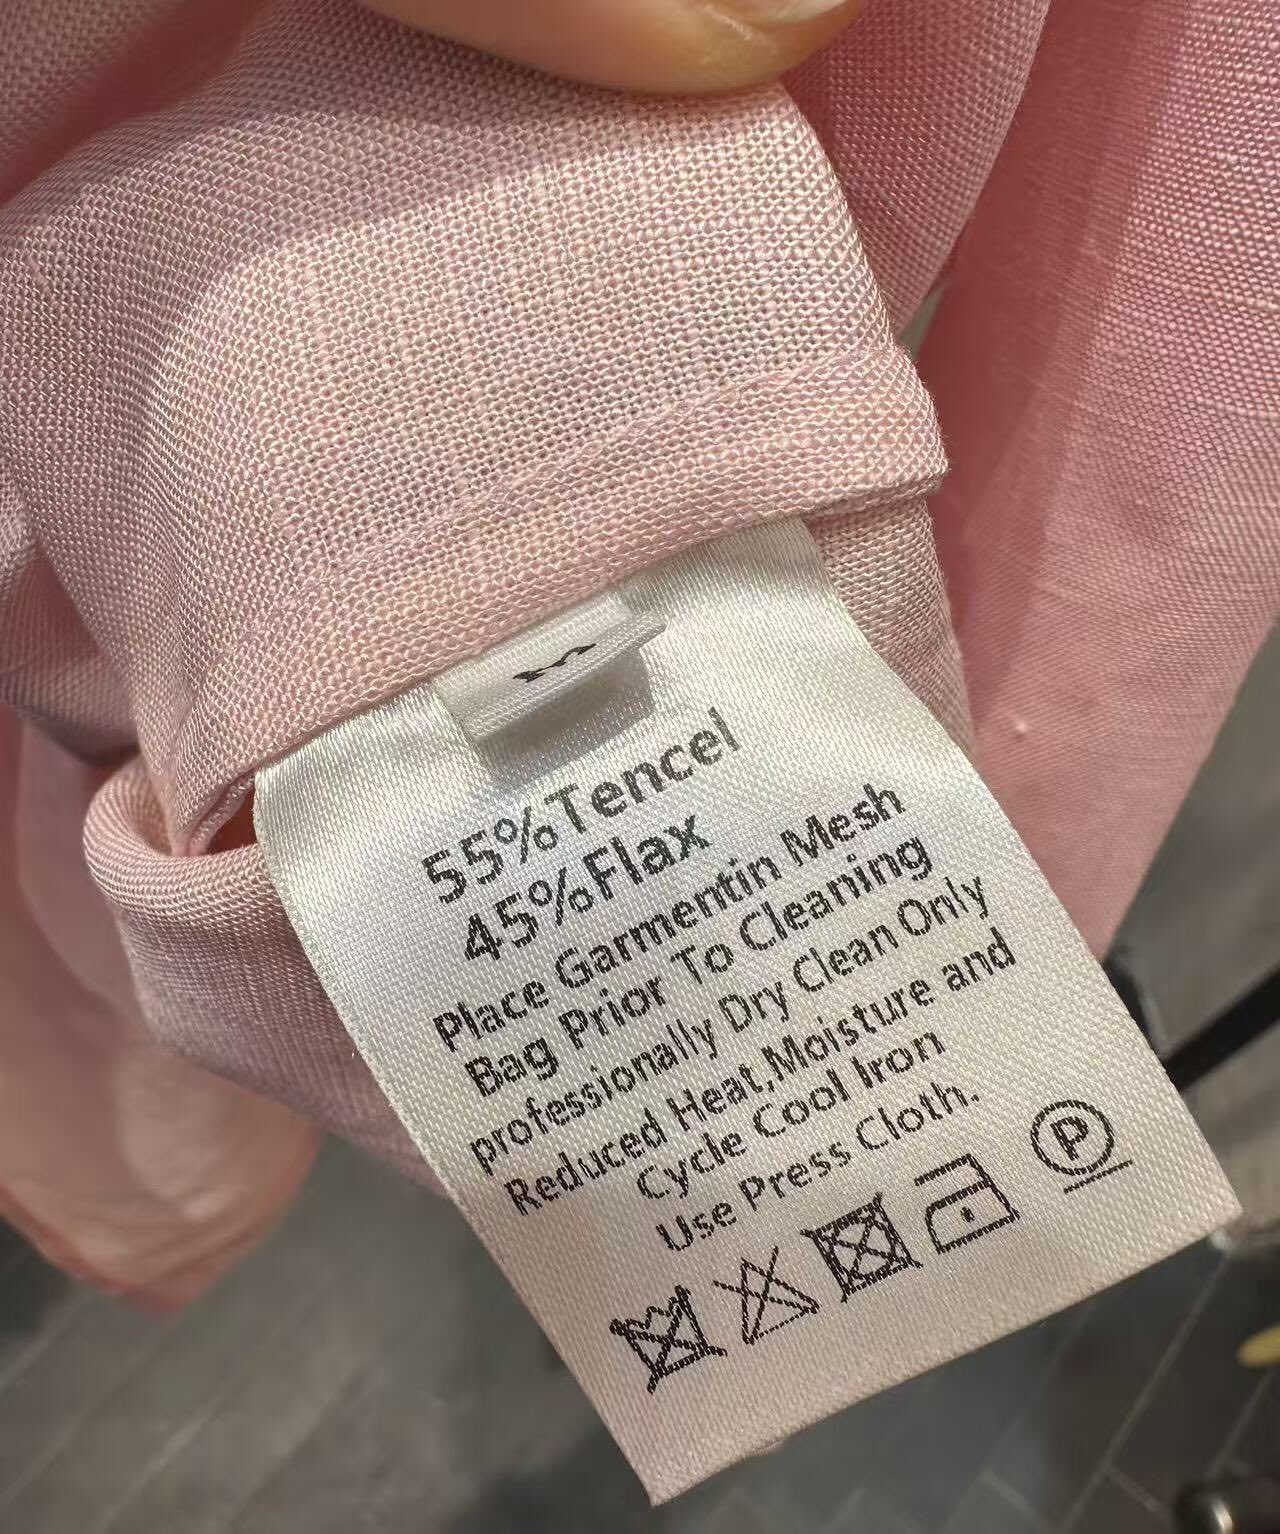 55%Tencel
45%Flax
Place Garmentin Mesh
Bag Prior To Cleaning
professionally Dry Clean Only
Reduced Heat,Moisture and
Cycle Cool Iron
Use Press Cloth.
P